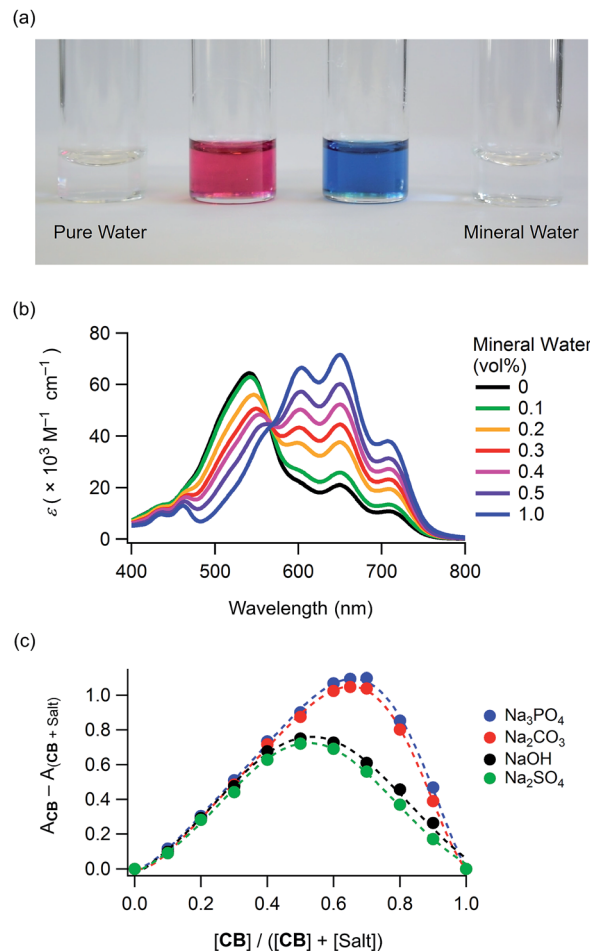 (a)
Pure Water
Mineral Water
(b)
80
60
40
20
0
ε ( × 10³ M⁻¹ cm⁻¹ )
400
500
600
700
800
Wavelength (nm)
Mineral Water
(vol%)
0
0.1
0.2
0.3
0.4
0.5
1.0
(c)
1.0
0.8
0.6
0.4
0.2
0.0
A_CB – A_(CB + Salt)
0.0
0.2
0.4
0.6
0.8
1.0
[CB] / ([CB] + [Salt])
Na₃PO₄
Na₂CO₃
NaOH
Na₂SO₄